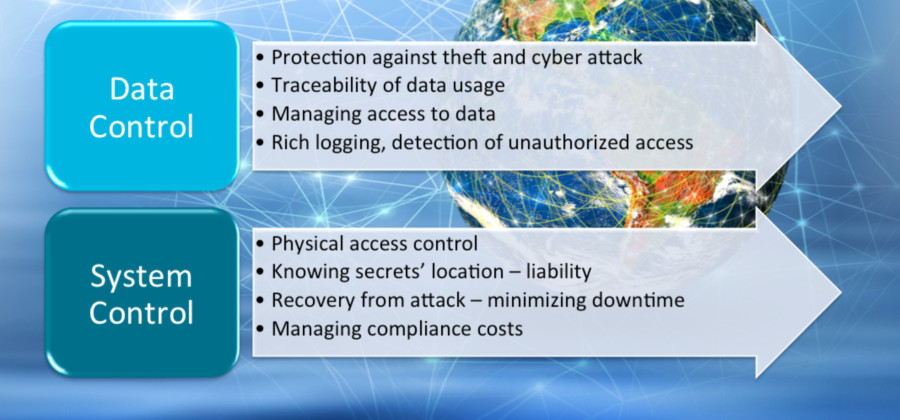 Data
Control
• Protection against theft and cyber attack
• Traceability of data usage
• Managing access to data
• Rich logging, detection of unauthorized access
System
Control
• Physical access control
• Knowing secrets’ location – liability
• Recovery from attack – minimizing downtime
• Managing compliance costs